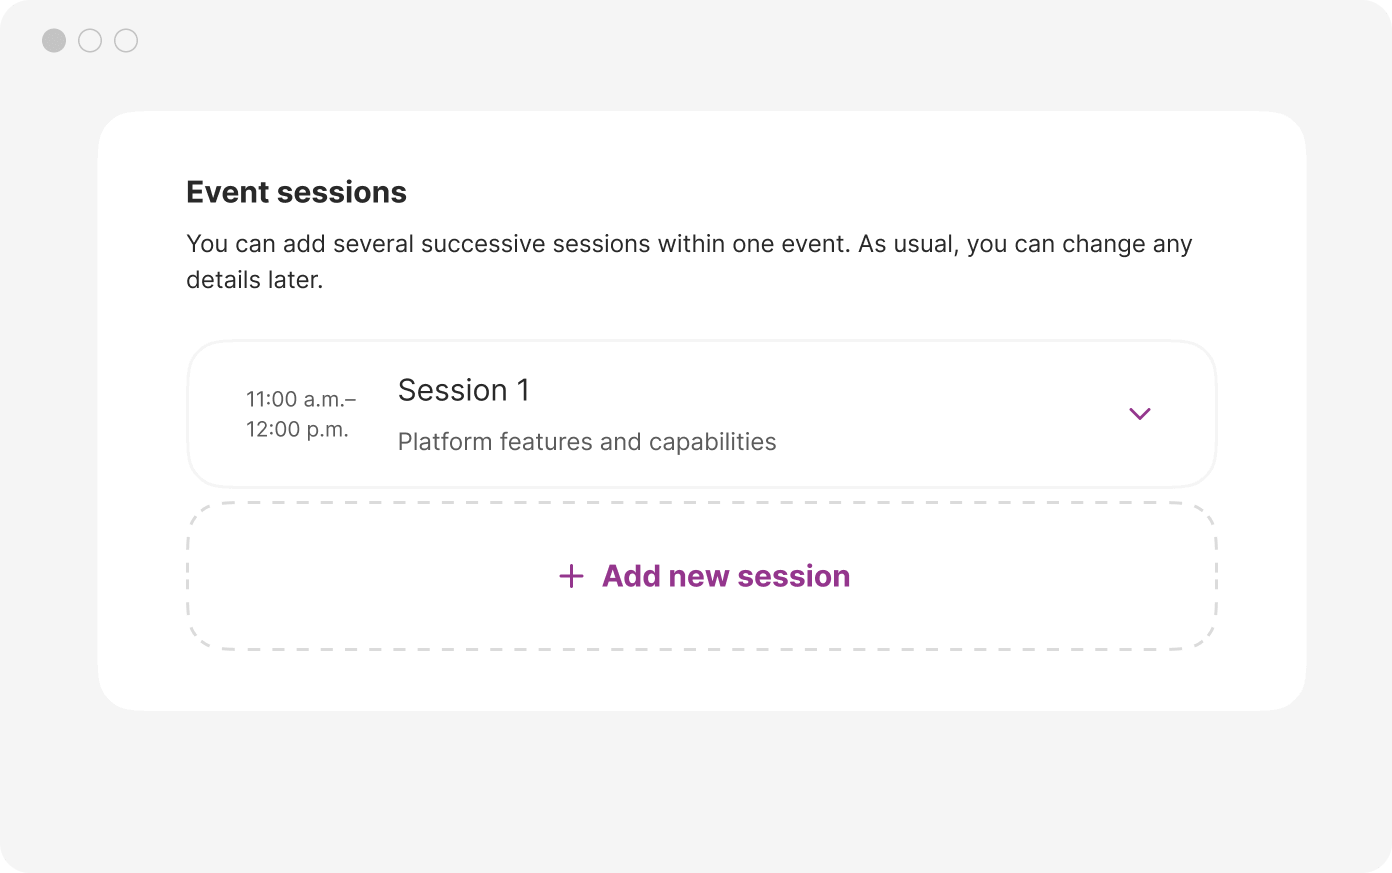 Event sessions
You can add several successive sessions within one event. As usual, you can change any
details later.
11:00 a.m.–
12:00 p.m.
Session 1
Platform features and capabilities
+ Add new session